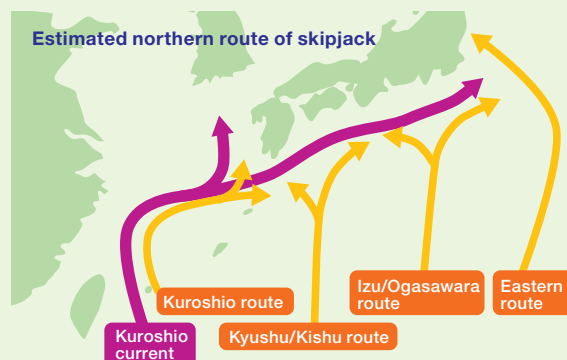 Estimated northern route of skipjack
Izu/Ogasawara
route
Eastern
route
Kuroshio route
Kyushu/Kishu route
Kuroshio
current